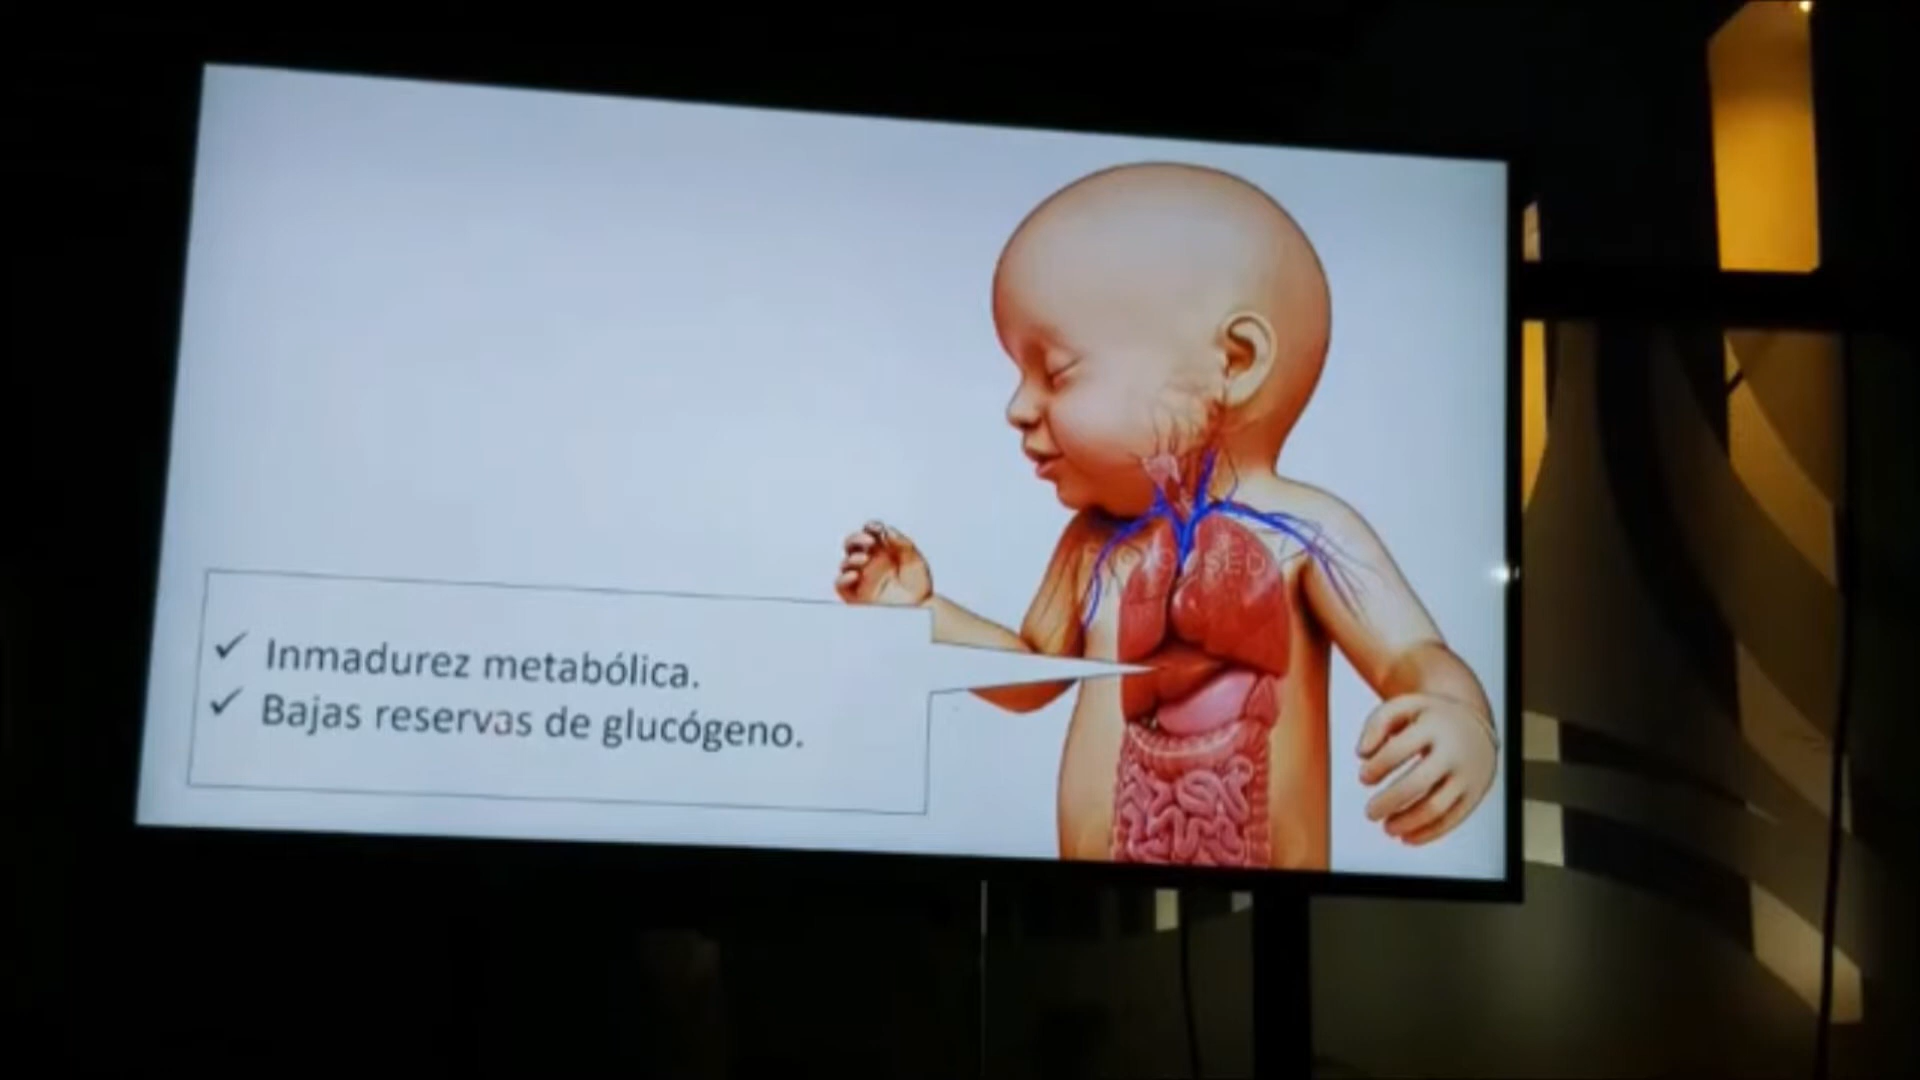 ✓ Inmadurez metabólica.
✓ Bajas reservas de glucógeno.